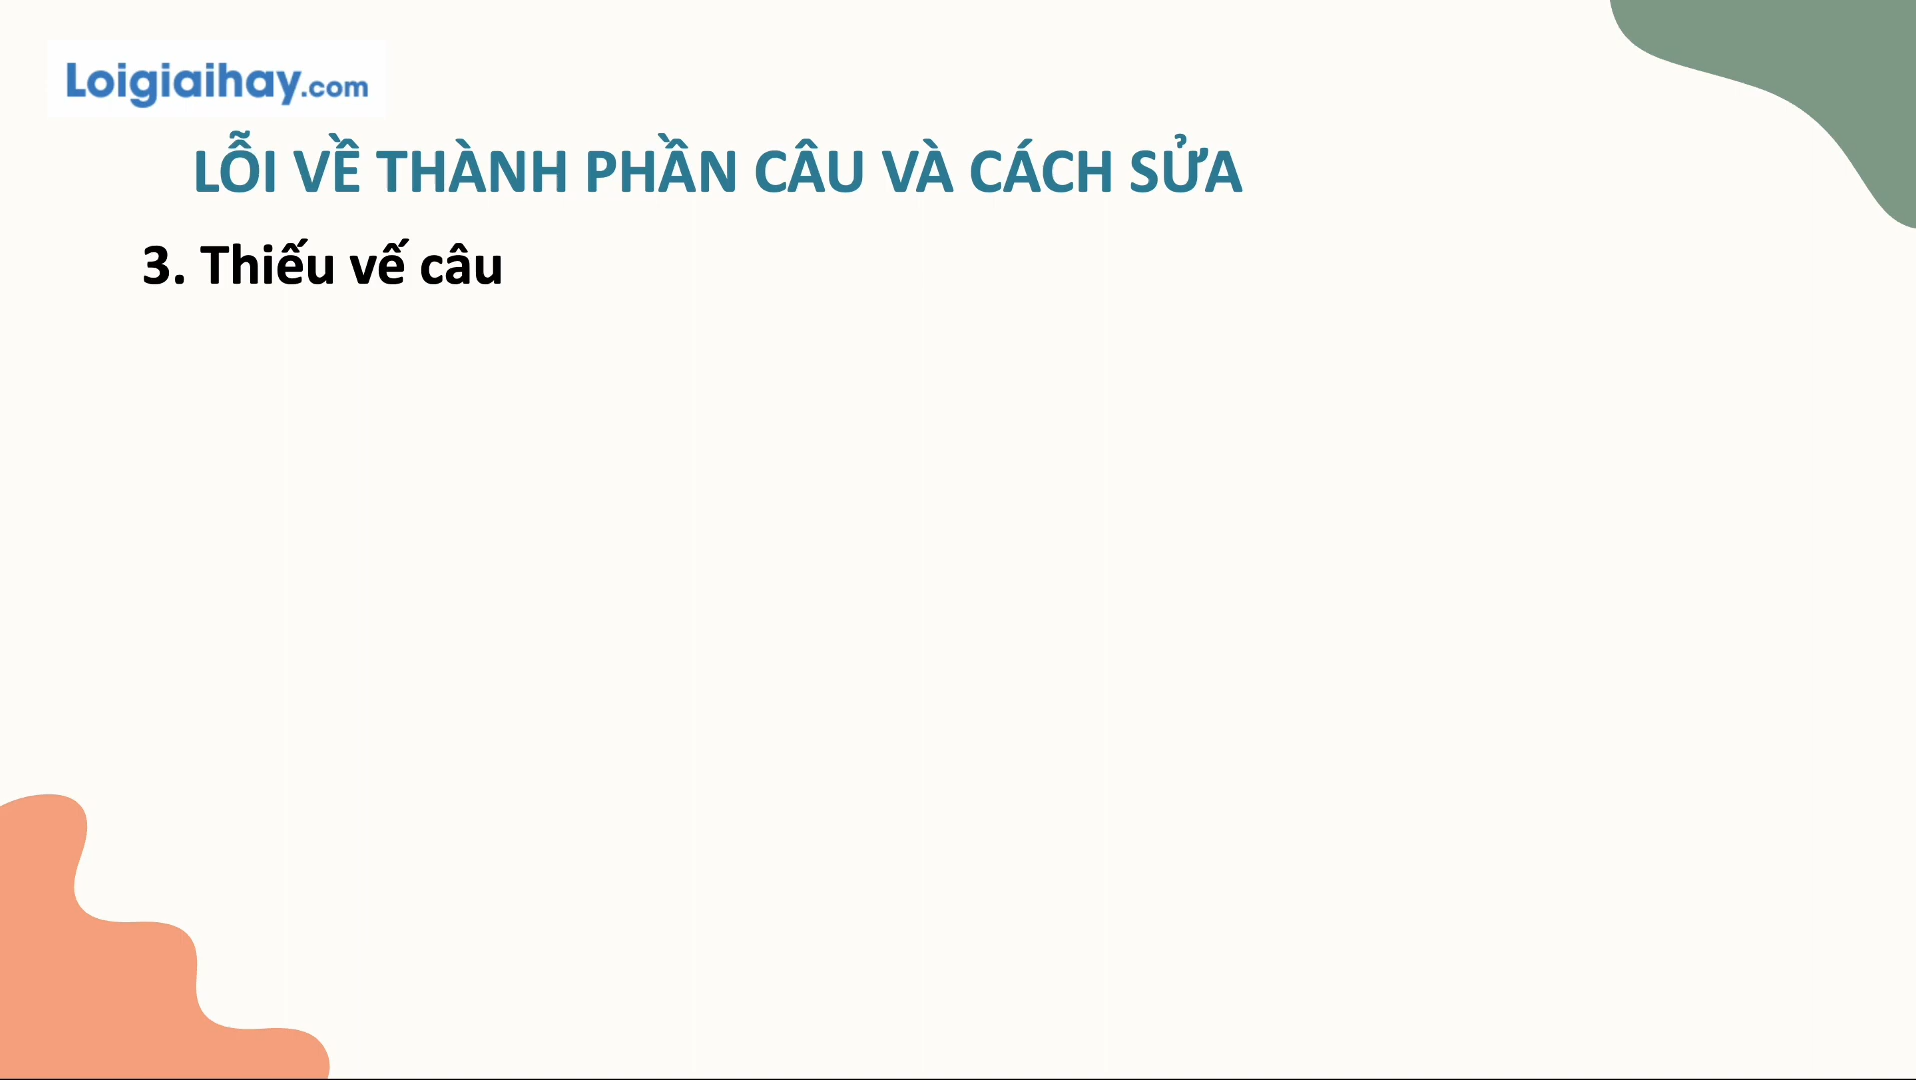 Loigiaihay.com
LỖI VỀ THÀNH PHẦN CÂU VÀ CÁCH SỬA
3. Thiếu vế câu